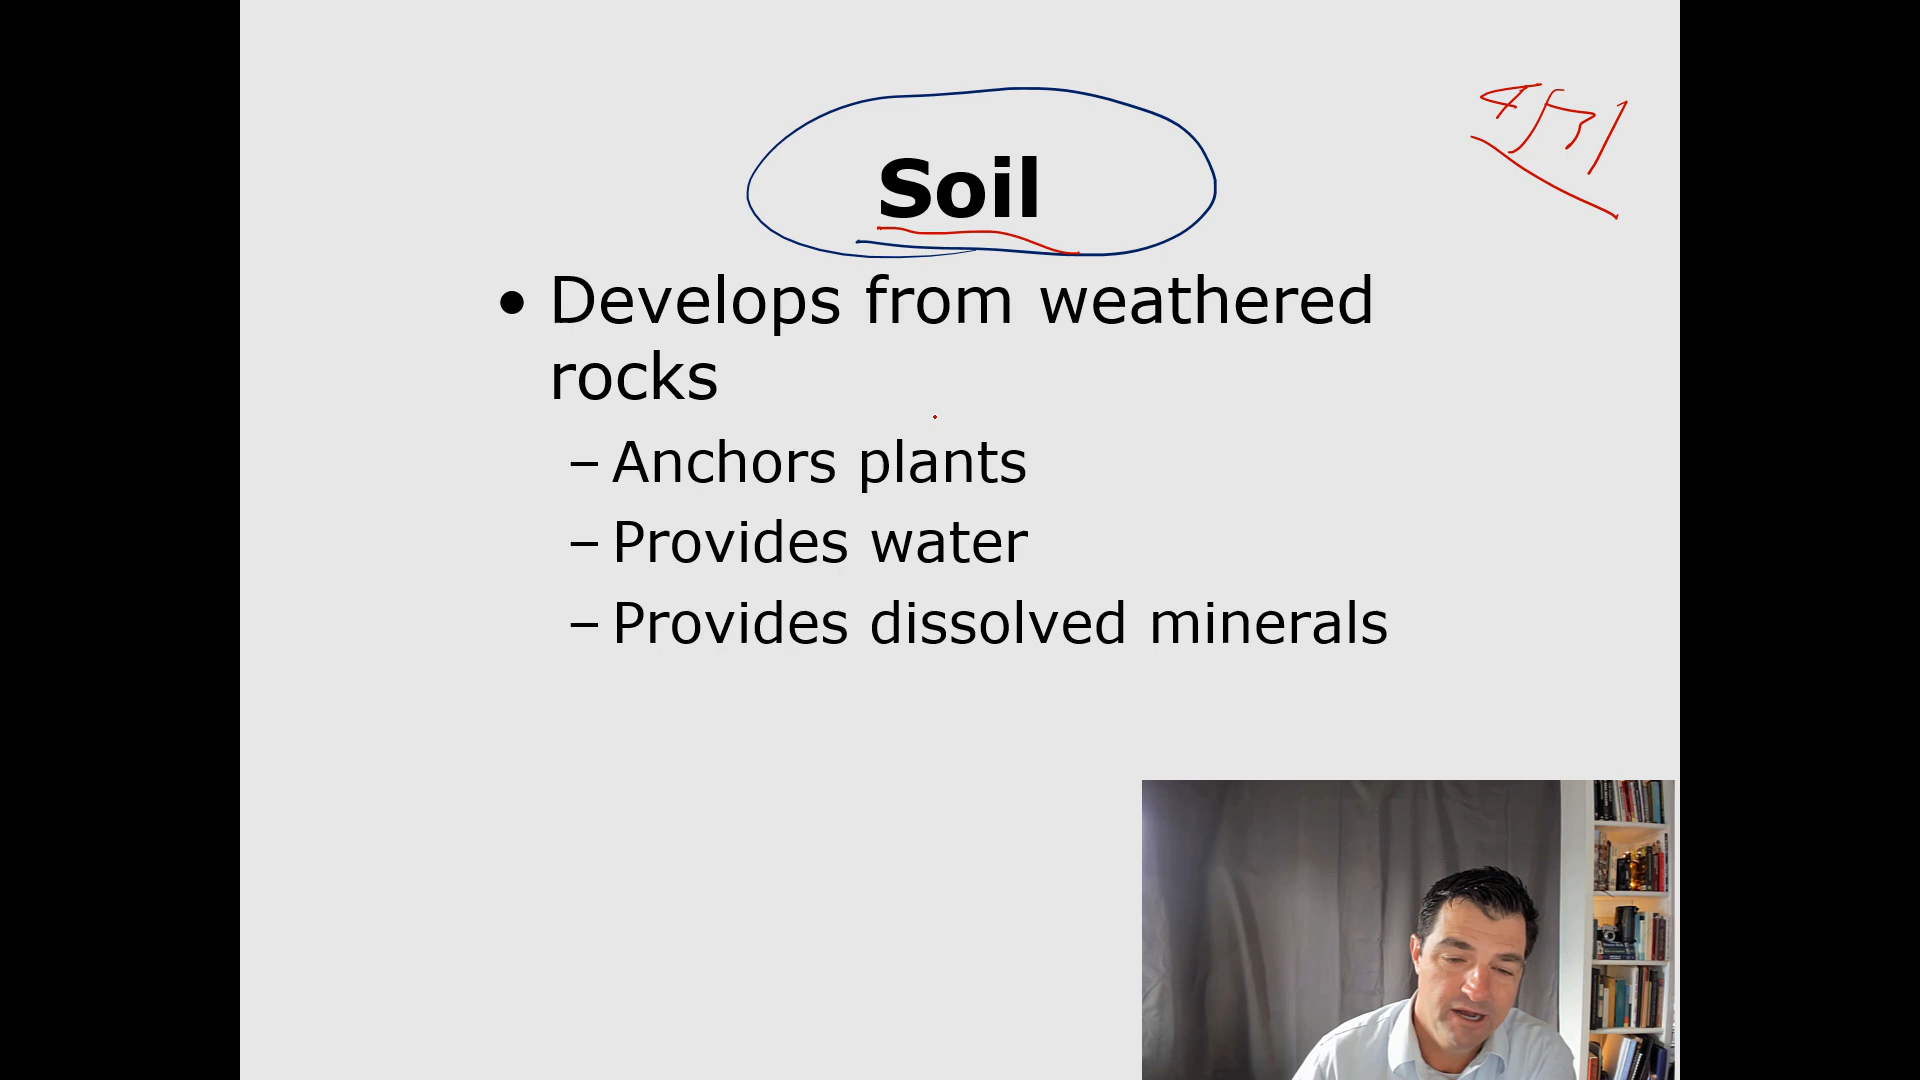 Soil
• Develops from weathered
rocks
– Anchors plants
– Provides water
– Provides dissolved minerals